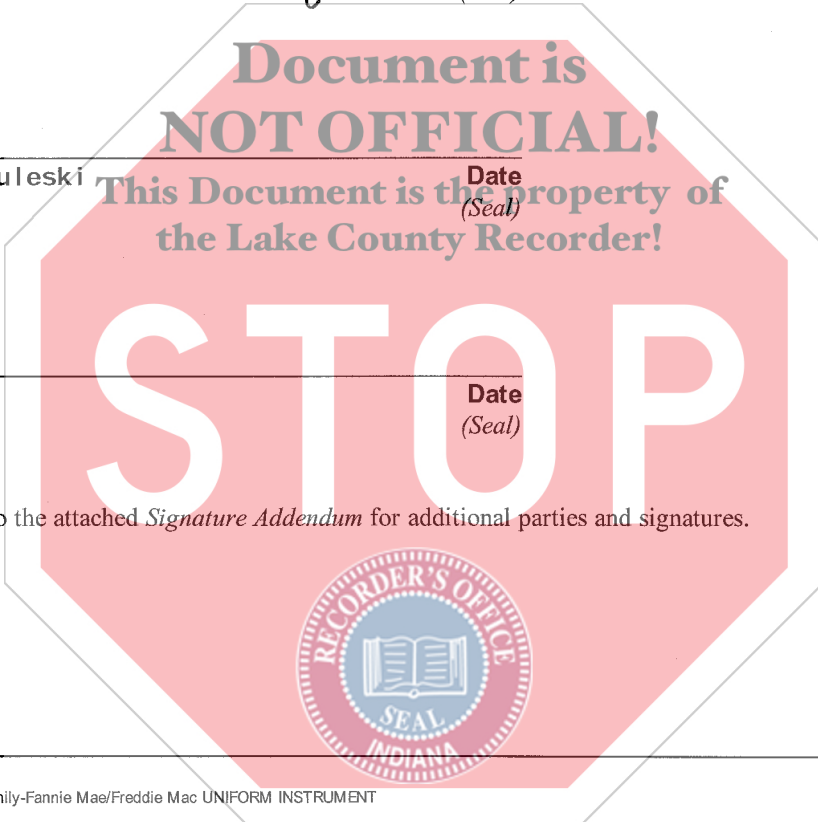 Document is
NOT OFFICIAL!
uleski
Date
This Document is the property of
(Seal)
the Lake County Recorder!
STOP
Date
(Seal)
the attached Signature Addendum for additional parties and signatures.
RECORDER'S OFFICE
SEAL
INDIANA
nily-Fannie Mae/Freddie Mac UNIFORM INSTRUMENT